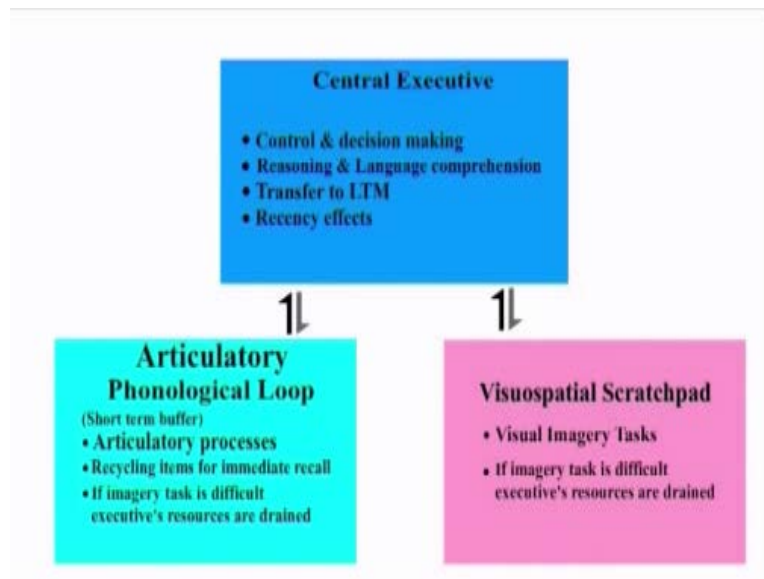 Central Executive
• Control & decision making
• Reasoning & Language comprehension
• Transfer to LTM
• Recency effects
Articulatory
Phonological Loop
(Short term buffer)
• Articulatory processes
• Recycling items for immediate recall
• If imagery task is difficult
executive's resources are drained
Visuospatial Scratchpad
• Visual Imagery Tasks
• If imagery task is difficult
executive's resources are drained